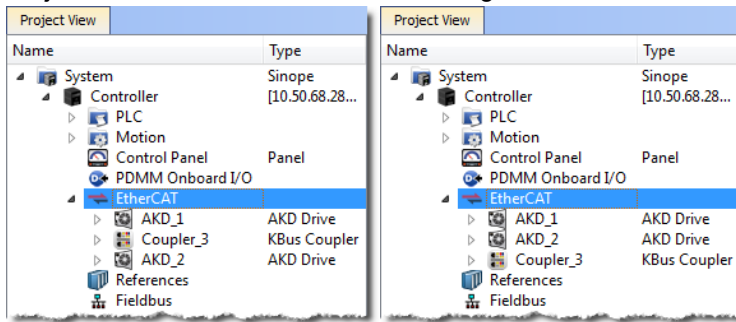 Project View
Name Type
System Sinope
Controller [10.50.68.28...
PLC
Motion
Control Panel Panel
PDMM Onboard I/O
EtherCAT
AKD_1 AKD Drive
Coupler_3 KBus Coupler
AKD_2 AKD Drive
References
Fieldbus
Project View
Name Type
System Sinope
Controller [10.50.68.28...
PLC
Motion
Control Panel Panel
PDMM Onboard I/O
EtherCAT
AKD_1 AKD Drive
AKD_2 AKD Drive
Coupler_3 KBus Coupler
References
Fieldbus